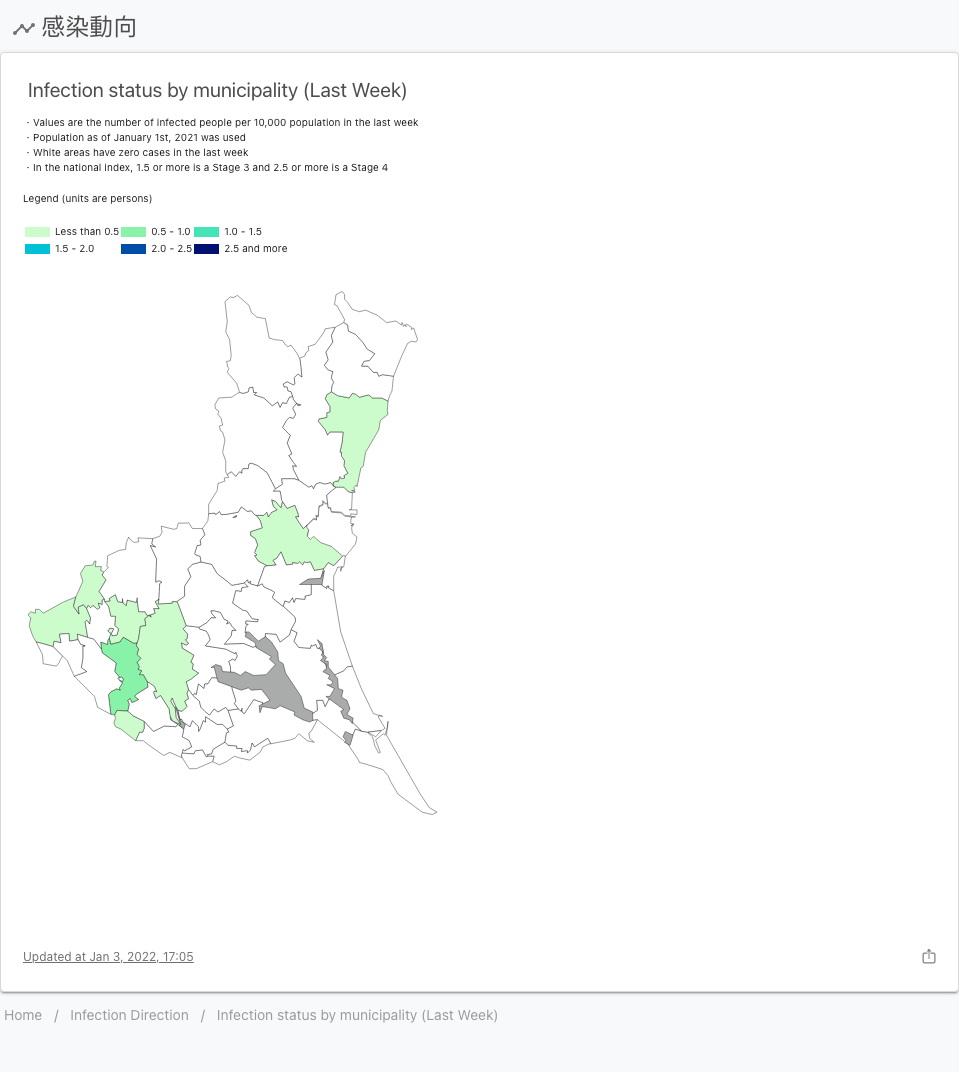 感染動向
Infection status by municipality (Last Week)
· Values are the number of infected people per 10,000 population in the last week
· Population as of January 1st, 2021 was used
· White areas have zero cases in the last week
· In the national index, 1.5 or more is a Stage 3 and 2.5 or more is a Stage 4
Legend (units are persons)
Less than 0.5 0.5 - 1.0 1.0 - 1.5
1.5 - 2.0 2.0 - 2.5 2.5 and more
Updated at Jan 3, 2022, 17:05
Home / Infection Direction / Infection status by municipality (Last Week)